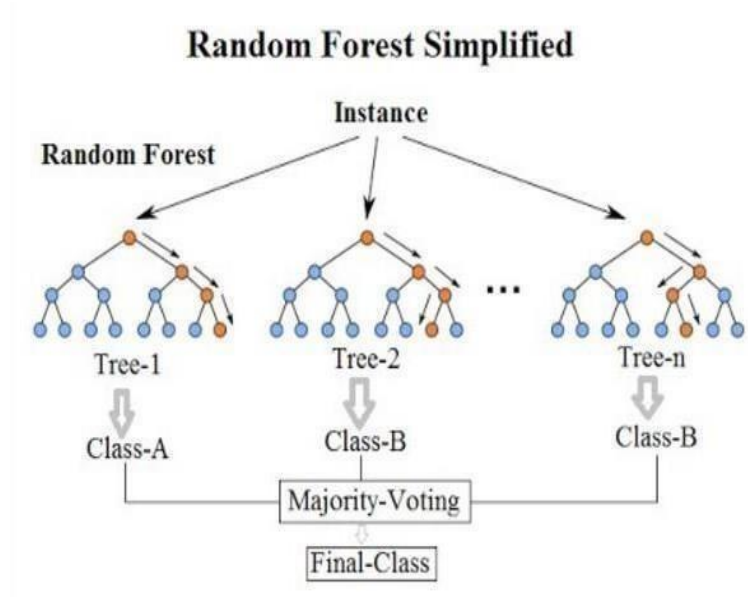 Random Forest Simplified
Instance
Random Forest
...
Tree-1
Tree-2
Tree-n
Class-A
Class-B
Class-B
Majority-Voting
Final-Class